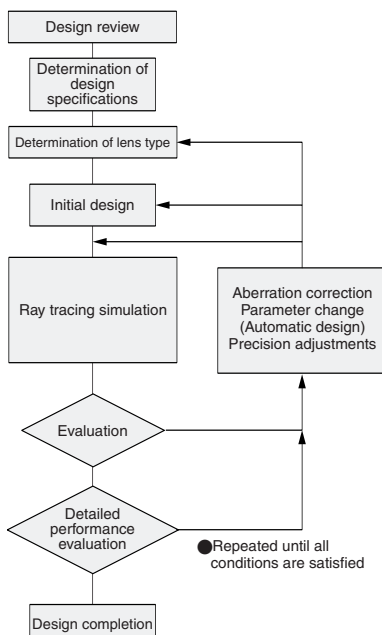 Design review
Determination of
design
specifications
Determination of lens type
Initial design
Ray tracing simulation
Aberration correction
Parameter change
(Automatic design)
Precision adjustments
Evaluation
Detailed
performance
evaluation
●Repeated until all
conditions are satisfied
Design completion